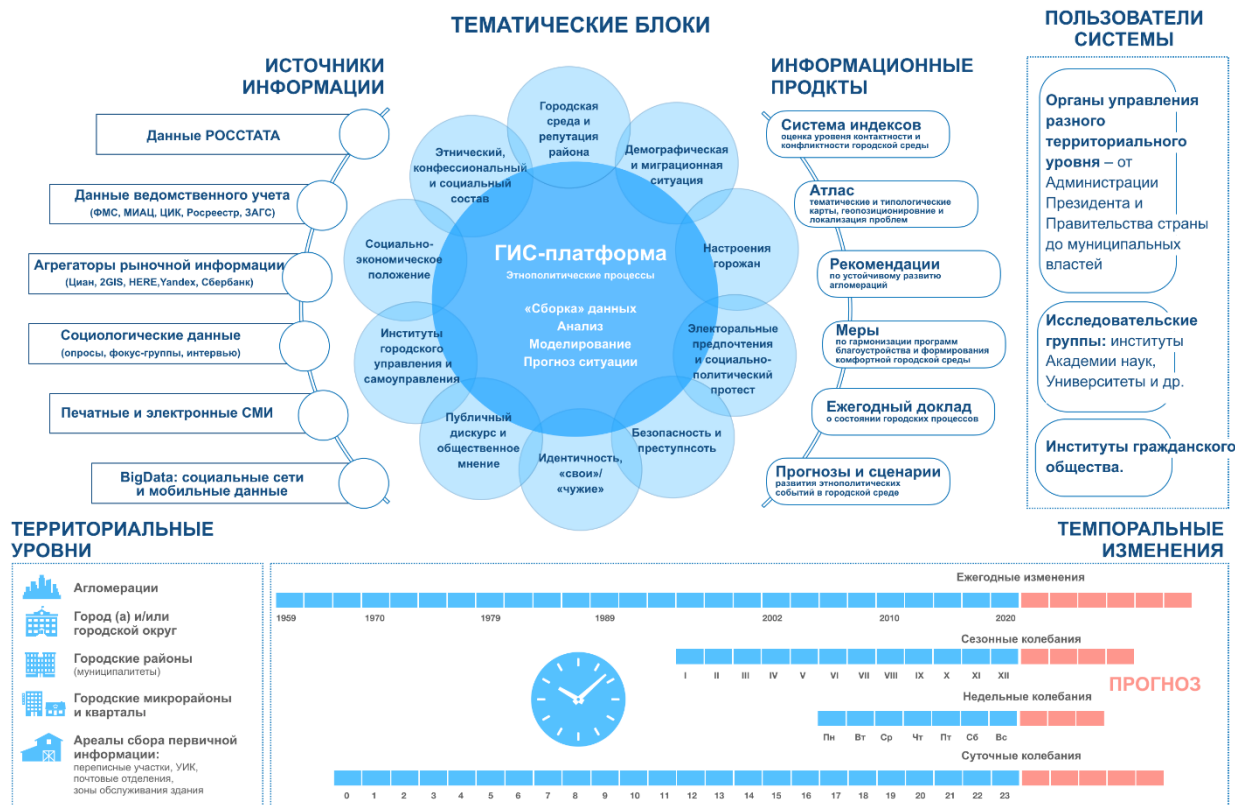 ТЕМАТИЧЕСКИЕ БЛОКИ
ИСТОЧНИКИ
ИНФОРМАЦИИ
Данные РОССТАТА
Данные ведомственного учета
(ФМС, МИАЦ, ЦИК, Росреестр, ЗАГС)
Агрегаторы рыночной информации
(Циан, 2GIS, HERE,Yandex, Сбербанк)
Социологические данные
(опросы, фокус-группы, интервью)
Печатные и электронные СМИ
BigData: социальные сети
и мобильные данные
Городская
среда и
репутация
района
Демографическая
и миграционная
ситуация
Настроения
горожан
Электоральные
предпочтения
и социально-
политический
протест
Безопасность и
преступнсоть
Идентичность,
«свои»/
«чужие»
Публичный
дискурс и
общественное
мнение
Институты
городского
управления и
самоуправления
Социально-
экономическое
положение
Этнический,
конфессиональный
и социальный
состав
ГИС-платформа
Этнополитические процессы
«Сборка» данных
Анализ
Моделирование
Прогноз ситуации
ИНФОРМАЦИОННЫЕ
ПРОДКТЫ
Система индексов
оценка уровеня контактности и
конфликтности городской среды
Атлас
тематические и типологические
карты, геопозиционирвние и
локализация проблем
Рекомендации
по устойчивому развитю
агломераций
Меры
по гармонизации программ
благоустройства и формирования
комфортной городской среды
Ежегодный доклад
о состоянии городских процессов
Прогнозы и сценарии
развития этнополитических
событий в городской среде
ПОЛЬЗОВАТЕЛИ
СИСТЕМЫ
Органы управления
разного
территориального
уровня – от
Администрации
Президента и
Правительства страны
до муниципальных
властей
Исследовательские
группы: институты
Академии наук,
Университеты и др.
Институты гражданского
общества.
ТЕРРИТОРИАЛЬНЫЕ
УРОВНИ
Агломерации
Город (а) и/или
городской округ
Городские районы
(муниципалитеты)
Городские микрорайоны
и кварталы
Ареалы сбора первичной
информации:
переписные участки, УИК,
почтовые отделения,
зоны обслуживания здания
ТЕМПОРАЛЬНЫЕ
ИЗМЕНЕНИЯ
Ежегодные изменения
1959 1970 1979 1989 2002 2010 2020
Сезонные колебания
I II III IV V VI VII VIII IX X XI XII
ПРОГНОЗ
Недельные колебания
Пн Вт Ср Чт Пт Сб Вс
Суточные колебания
0 1 2 3 4 5 6 7 8 9 10 11 12 13 14 15 16 17 18 19 20 21 22 23